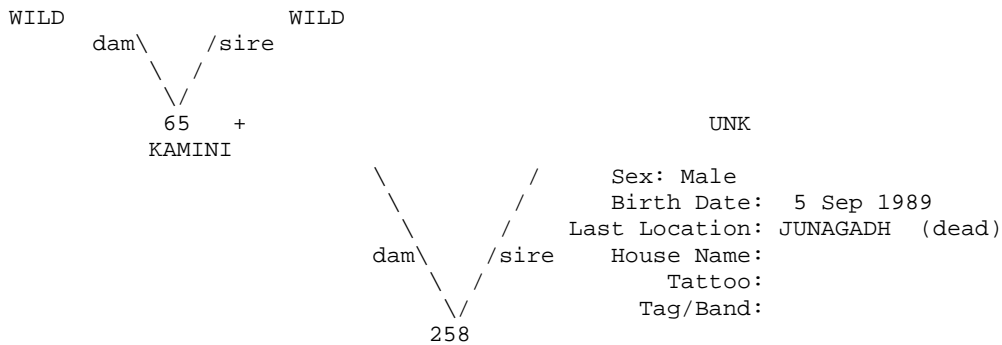 WILD WILD
dam\ /sire
\ /
\/
65 + UNK
KAMINI
\ / Sex: Male
\ / Birth Date: 5 Sep 1989
\ / Last Location: JUNAGADH (dead)
dam\ /sire House Name:
\ / Tattoo:
\/ Tag/Band:
258